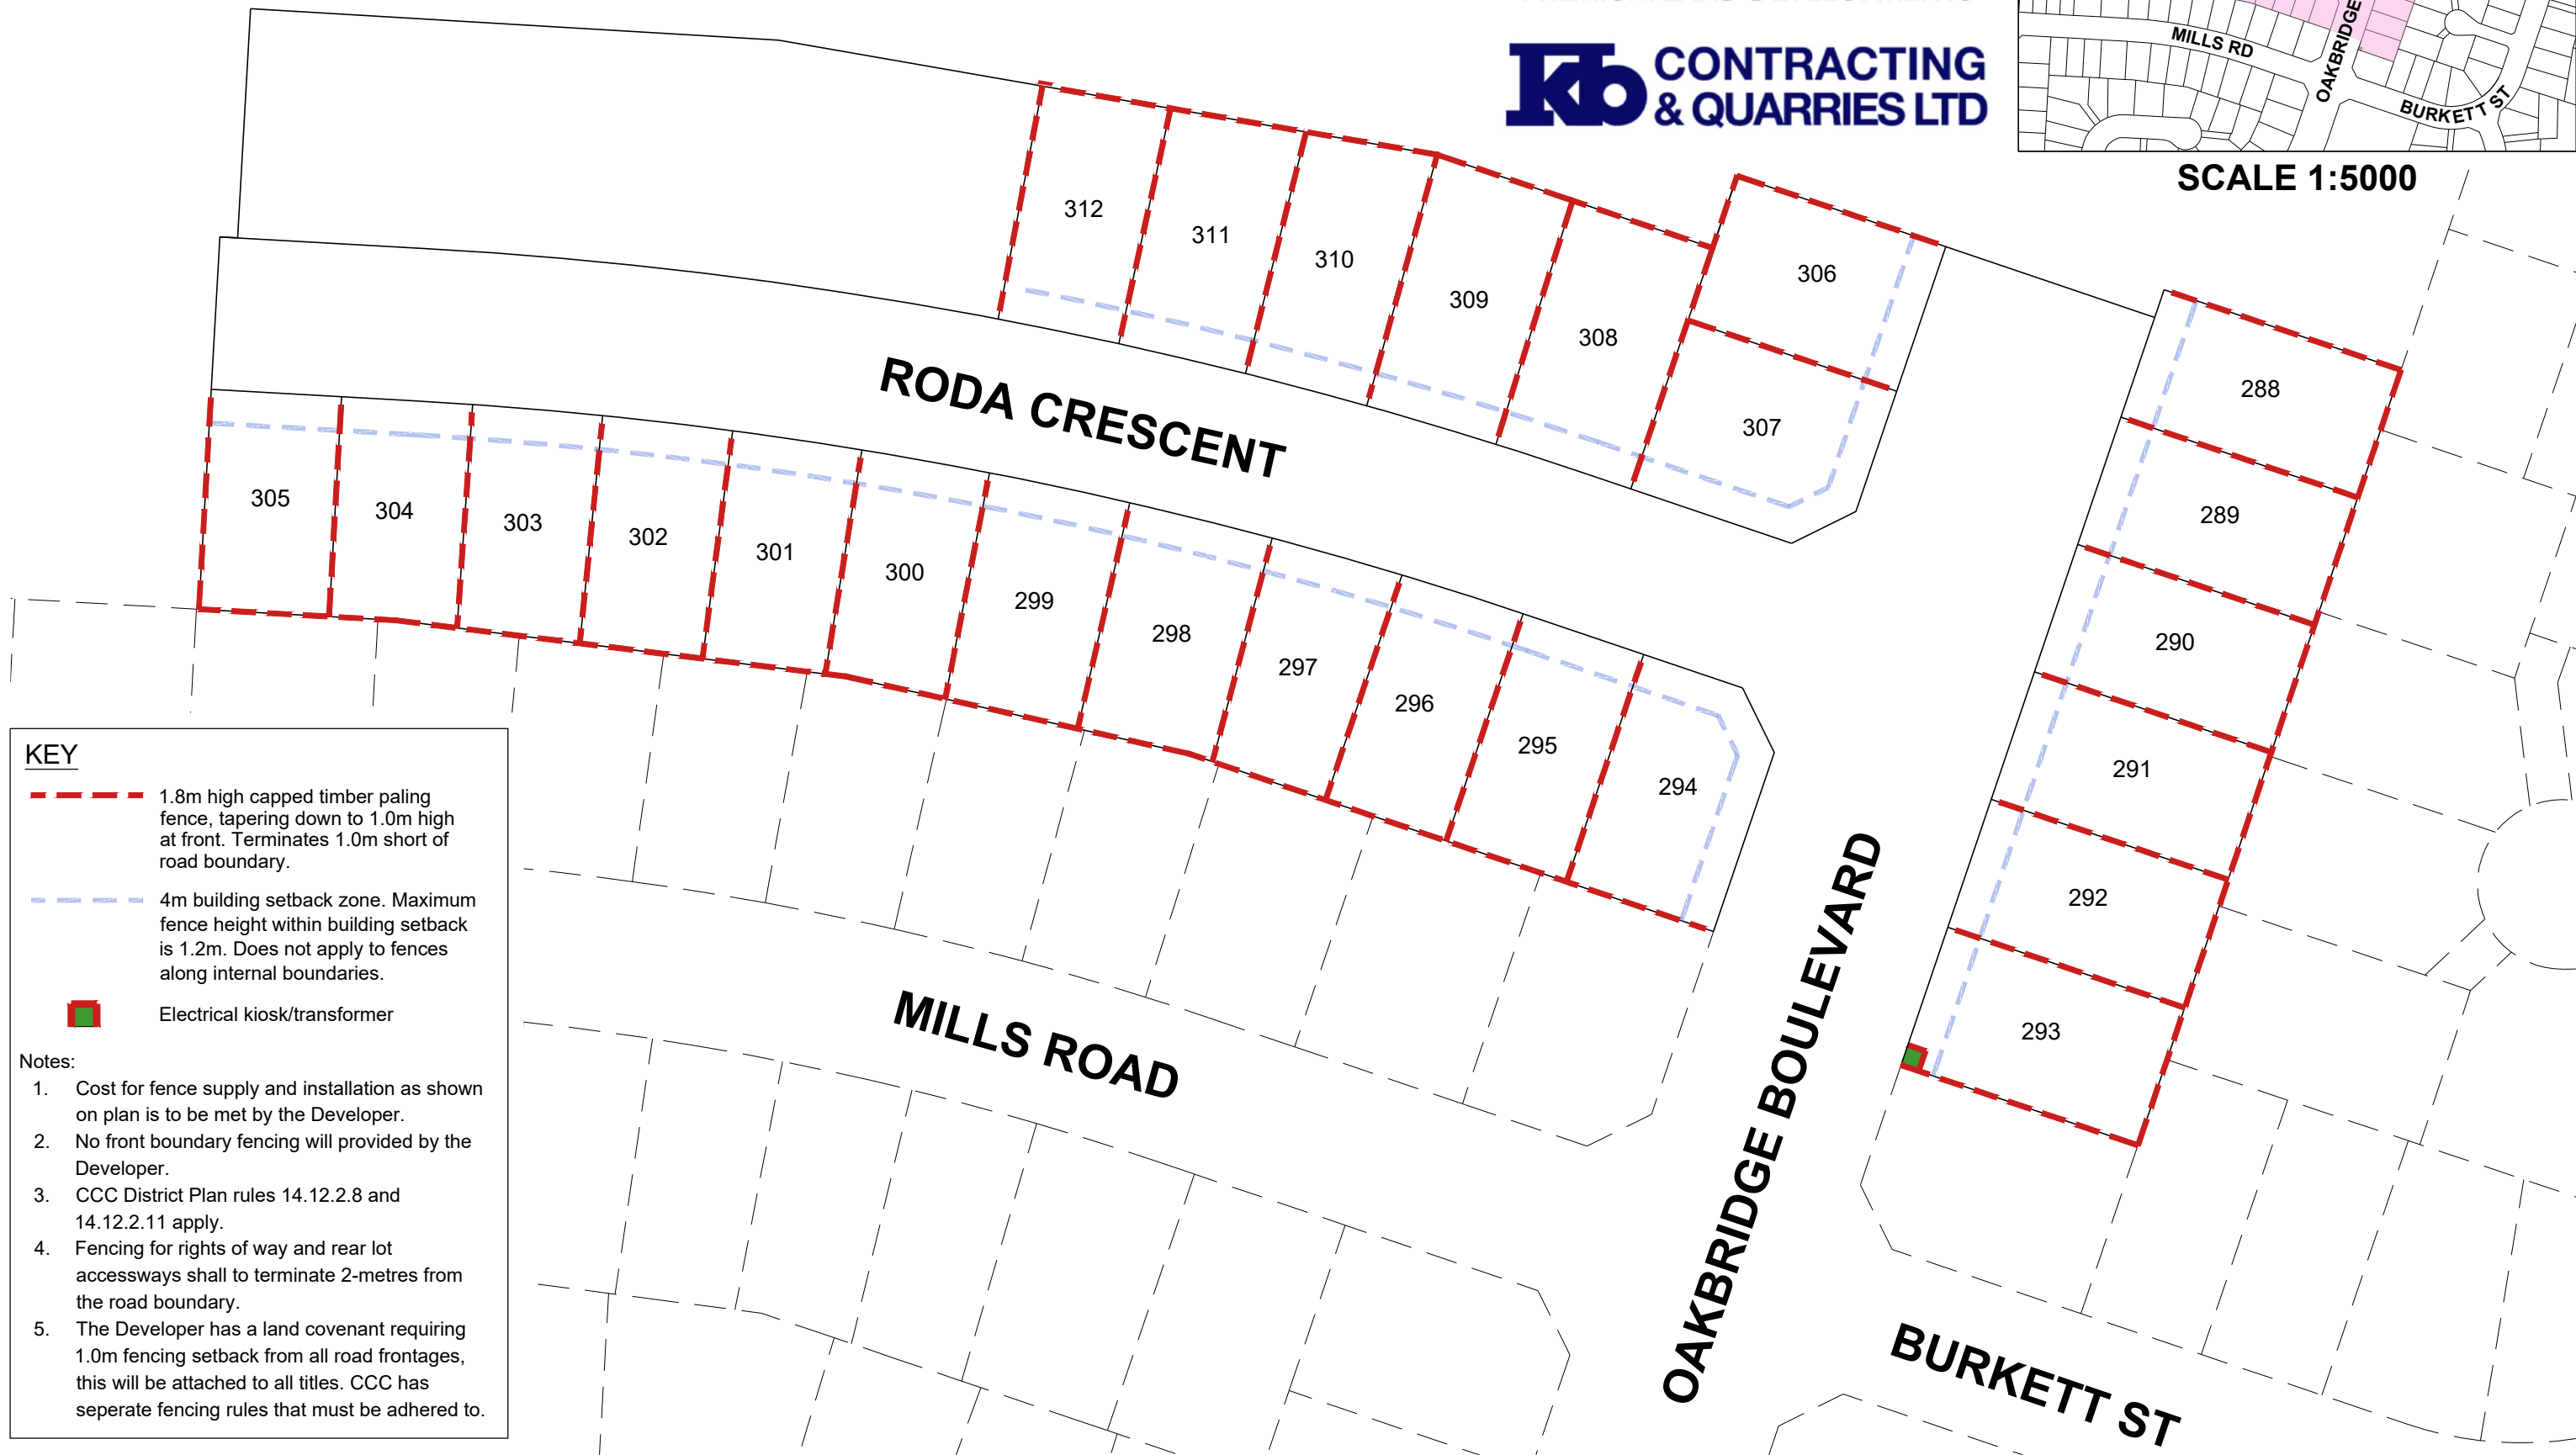 Kb CONTRACTING
& QUARRIES LTD
MILLS RD
OAKBRIDGE
BURKETT ST
SCALE 1:5000
312
311
310
309
308
306
307
288
289
290
291
292
293
RODA CRESCENT
305
304
303
302
301
300
299
298
297
296
295
294
MILLS ROAD
OAKBRIDGE BOULEVARD
BURKETT ST
KEY
1.8m high capped timber paling
fence, tapering down to 1.0m high
at front. Terminates 1.0m short of
road boundary.
4m building setback zone. Maximum
fence height within building setback
is 1.2m. Does not apply to fences
along internal boundaries.
Electrical kiosk/transformer
Notes:
1. Cost for fence supply and installation as shown
on plan is to be met by the Developer.
2. No front boundary fencing will provided by the
Developer.
3. CCC District Plan rules 14.12.2.8 and
14.12.2.11 apply.
4. Fencing for rights of way and rear lot
accessways shall to terminate 2-metres from
the road boundary.
5. The Developer has a land covenant requiring
1.0m fencing setback from all road frontages,
this will be attached to all titles. CCC has
seperate fencing rules that must be adhered to.